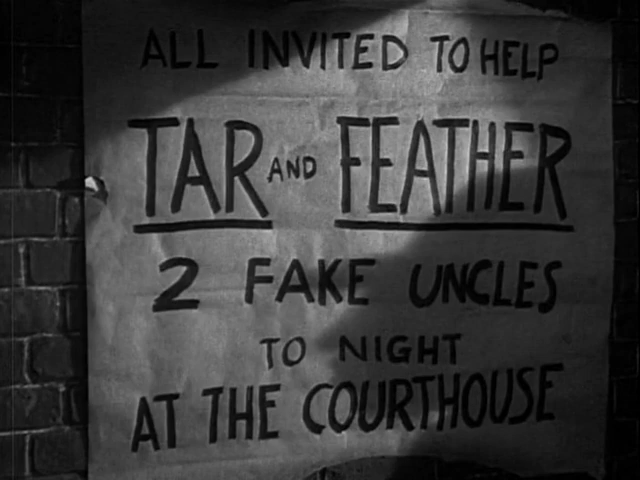 ALL INVITED TO HELP
TAR AND FEATHER
2 FAKE UNCLES
TO NIGHT
AT THE COURTHOUSE